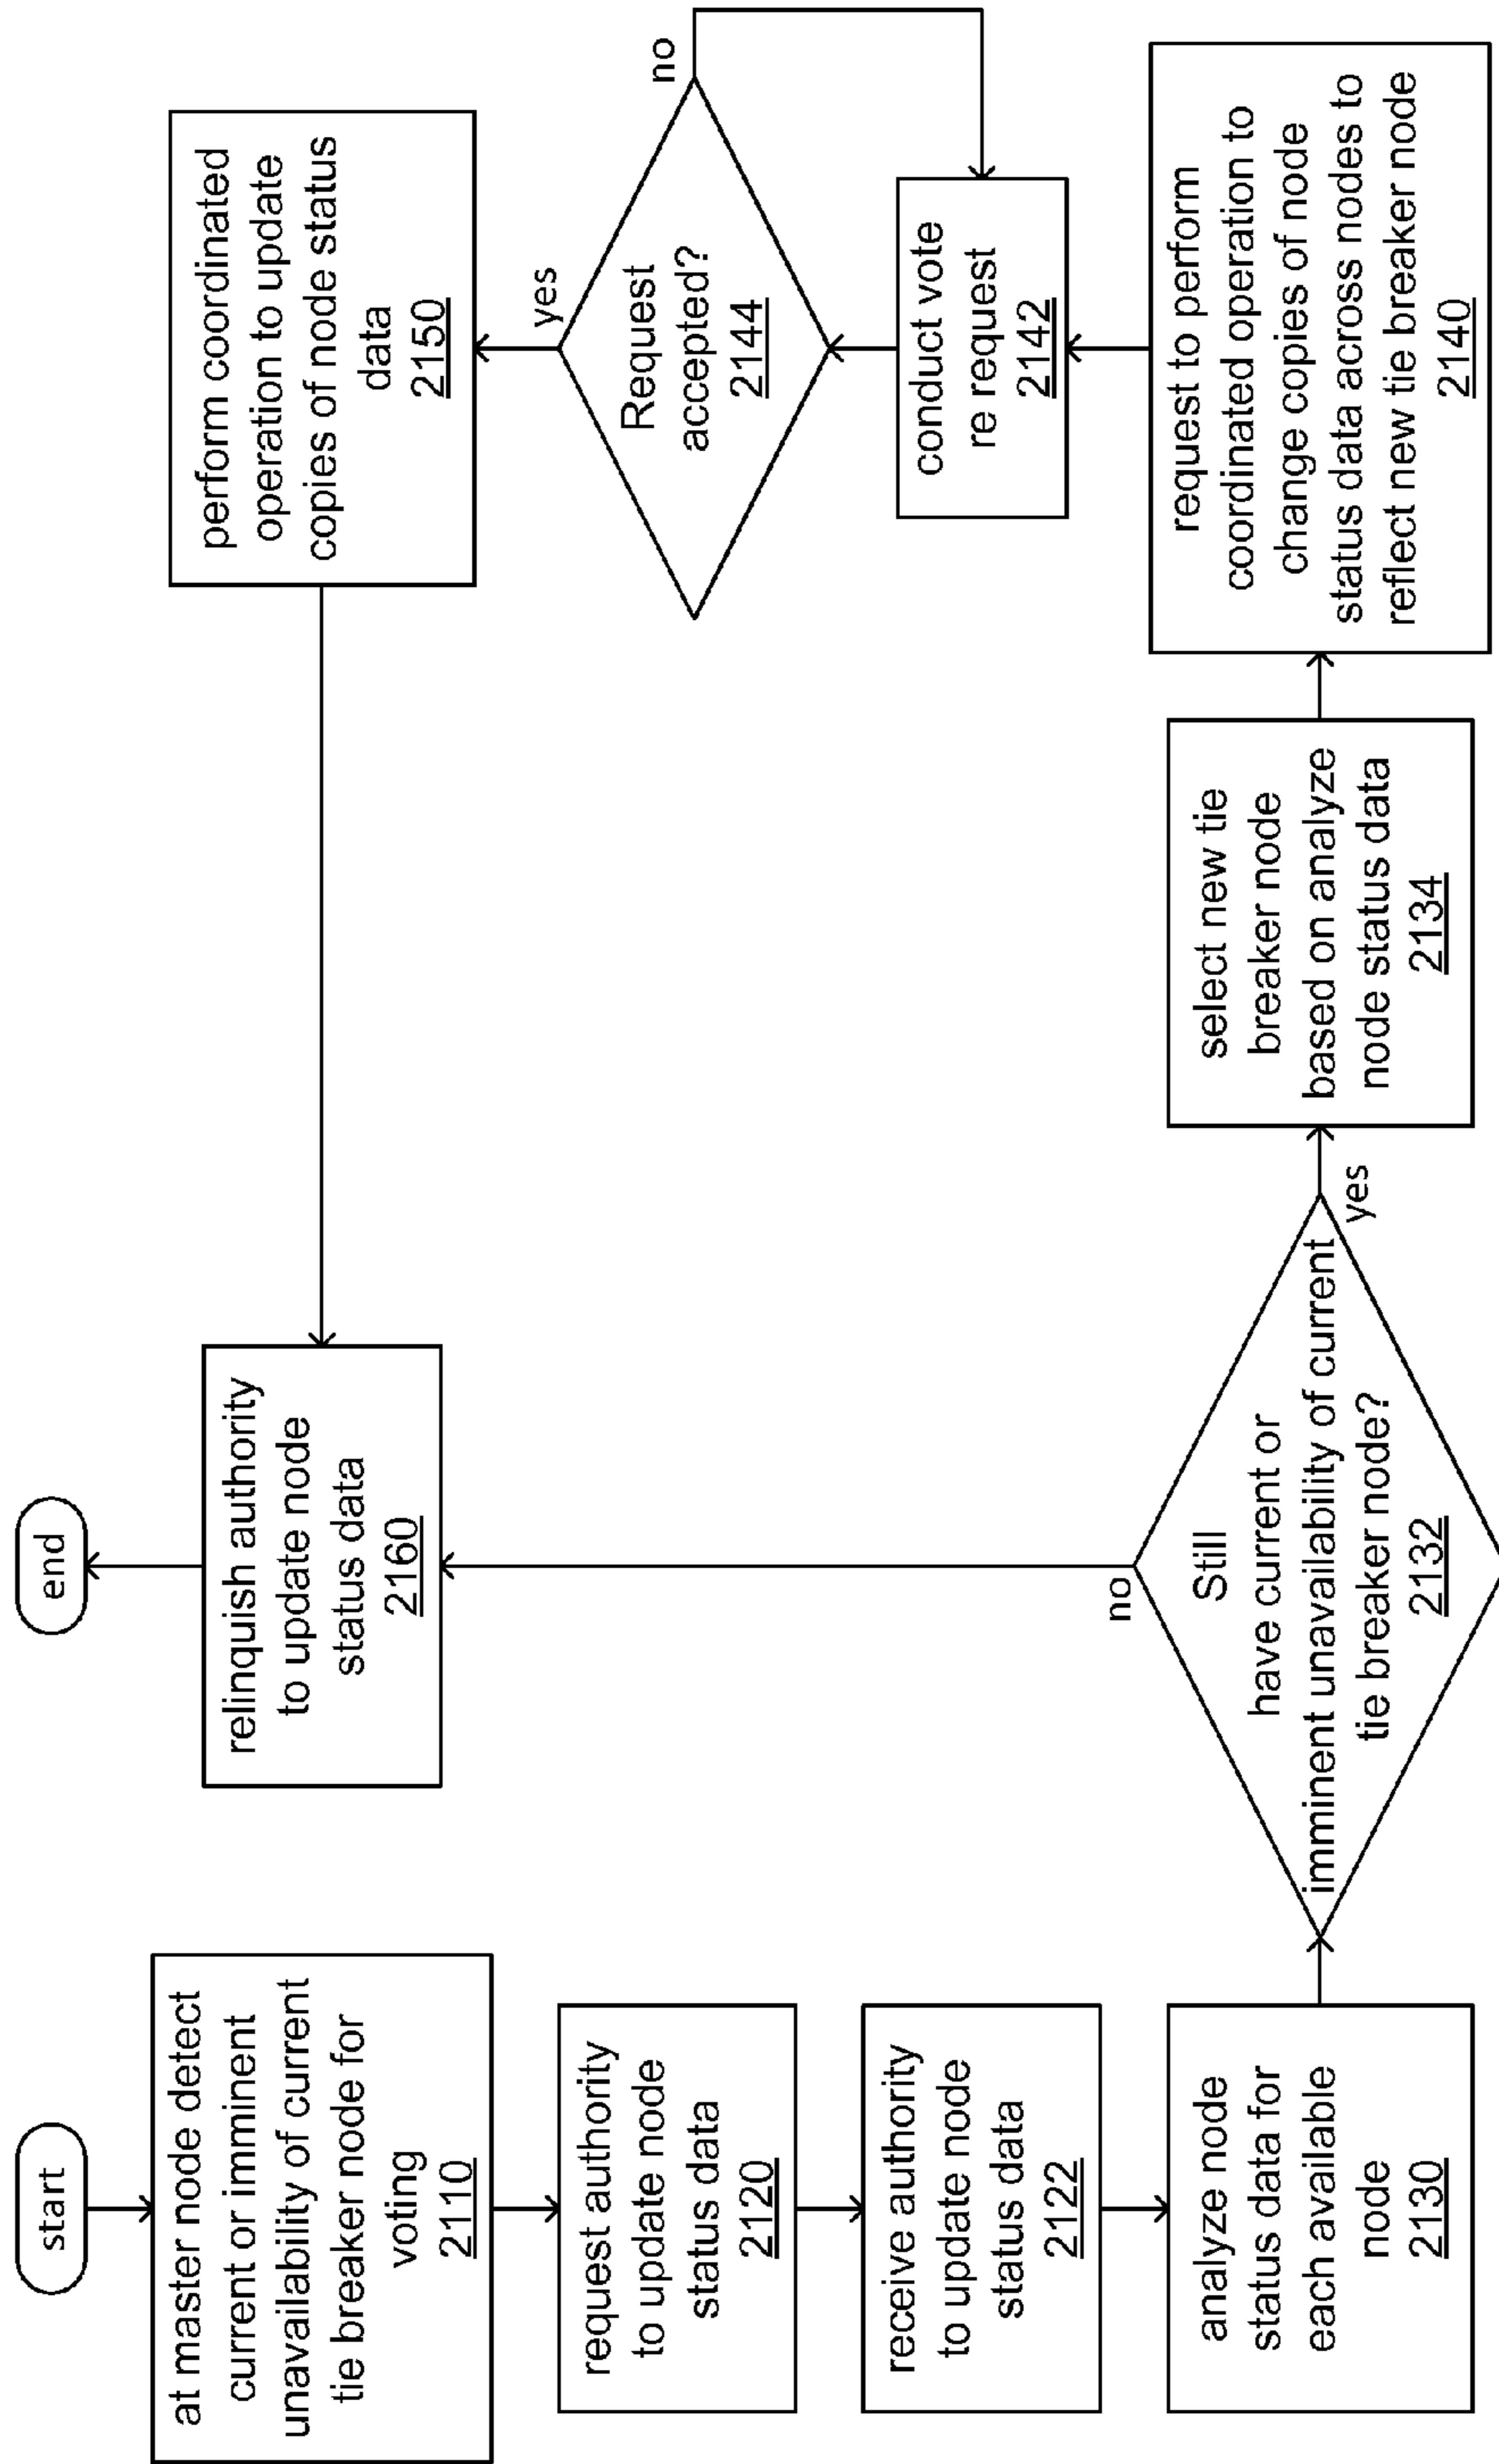 start
at master node detect
current or imminent
unavailability of current
tie breaker node for
voting
2110
request authority
to update node
status data
2120
receive authority
to update node
status data
2122
analyze node
status data for
each available
node
2130
Still
have current or
imminent unavailability of current
tie breaker node?
2132
no
yes
end
relinquish authority
to update node
status data
2160
select new tie
breaker node
based on analyze
node status data
2134
request to perform
coordinated operation to
change copies of node
status data across nodes to
reflect new tie breaker node
2140
conduct vote
re request
2142
Request
accepted?
2144
yes
no
perform coordinated
operation to update
copies of node status
data
2150